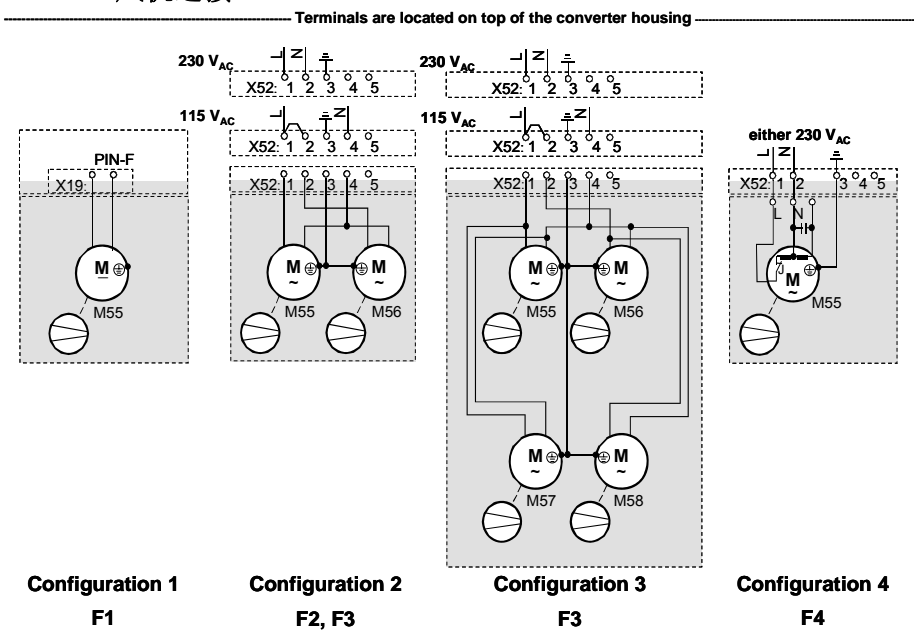 Terminals are located on top of the converter housing
230 VAC
L N
X52: 1 2 3 4 5
115 VAC
L N
X52: 1 2 3 4 5
X52: 1 2 3 4 5
M ~
M ~
M55
M56
230 VAC
L N
X52: 1 2 3 4 5
115 VAC
L N
X52: 1 2 3 4 5
X52: 1 2 3 4 5
M ~
M ~
M55
M56
M ~
M ~
M57
M58
PIN-F
X19:
M
M55
either 230 VAC
L N
X52: 1 2 3 4 5
L N
M ~
M55
Configuration 1
F1
Configuration 2
F2, F3
Configuration 3
F3
Configuration 4
F4